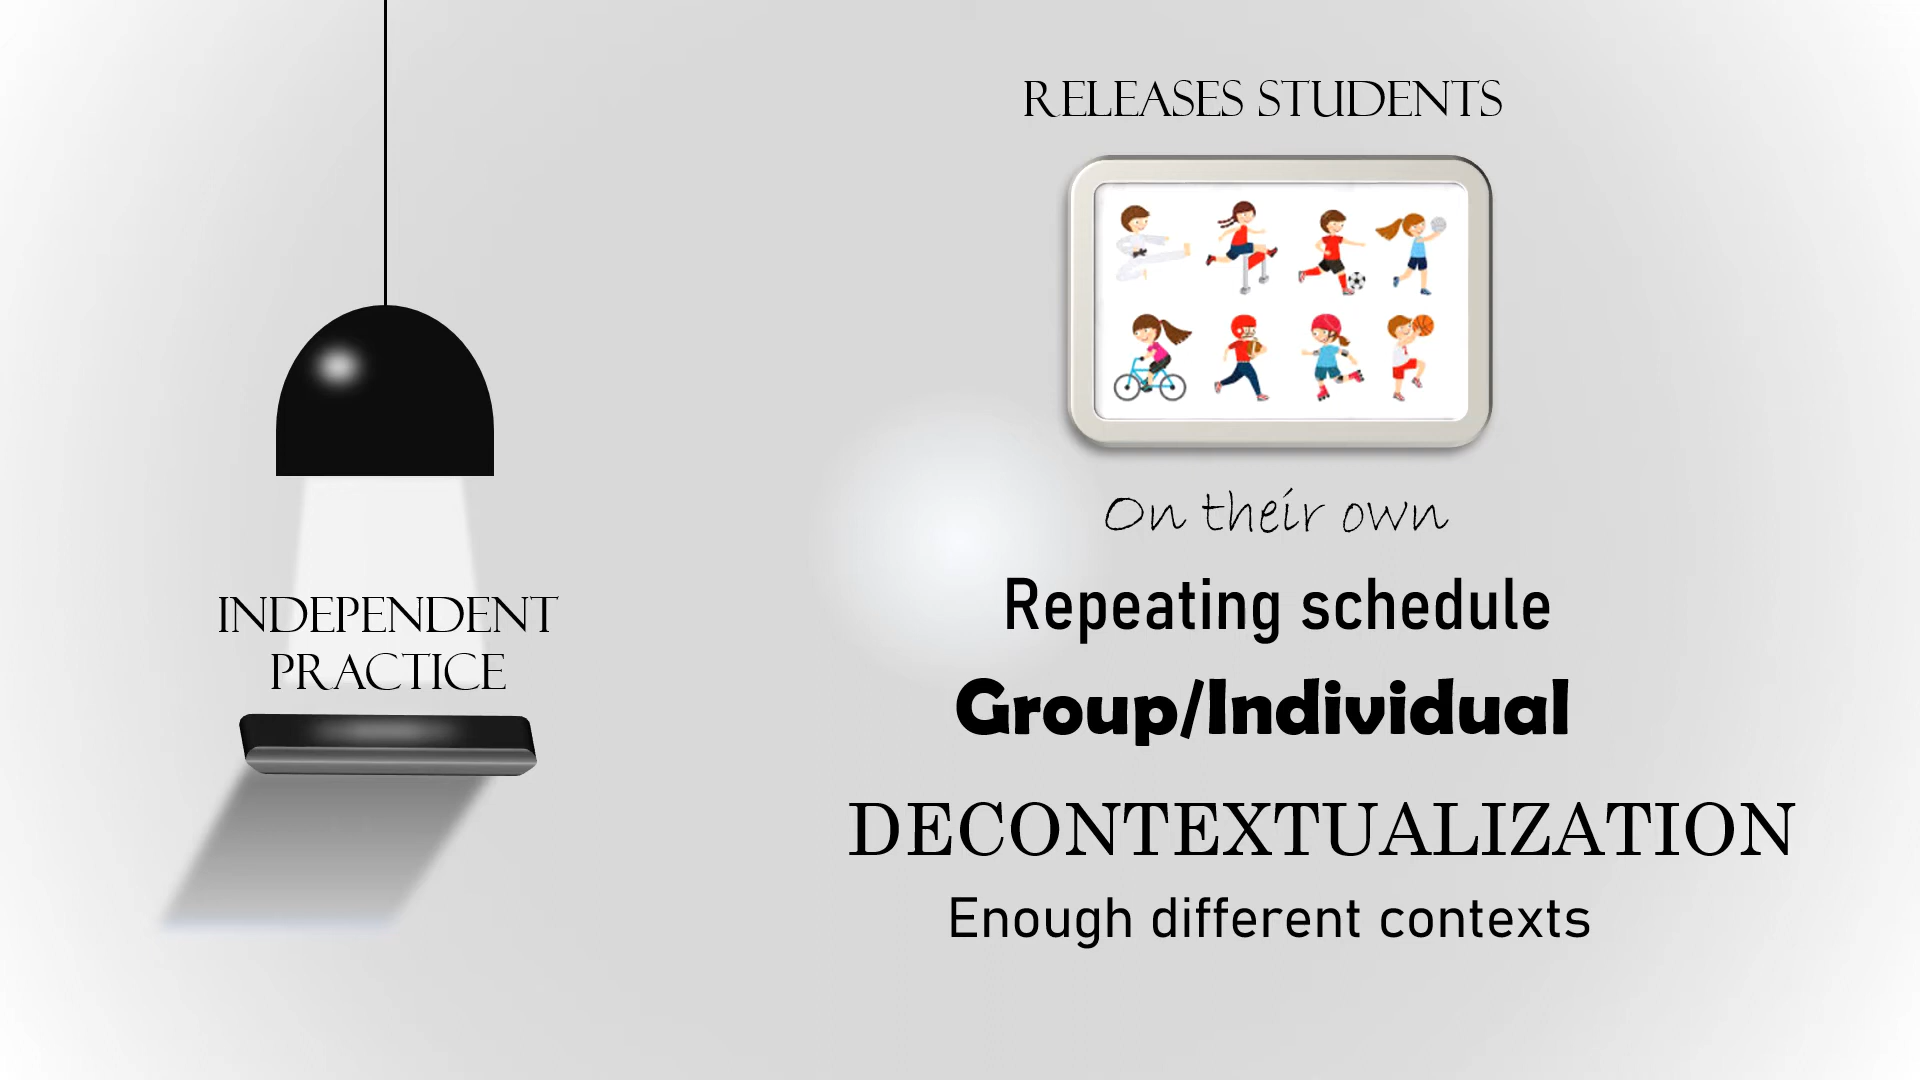 INDEPENDENT
PRACTICE
RELEASES STUDENTS
On their own
Repeating schedule
Group/Individual
DECONTEXTUALIZATION
Enough different contexts